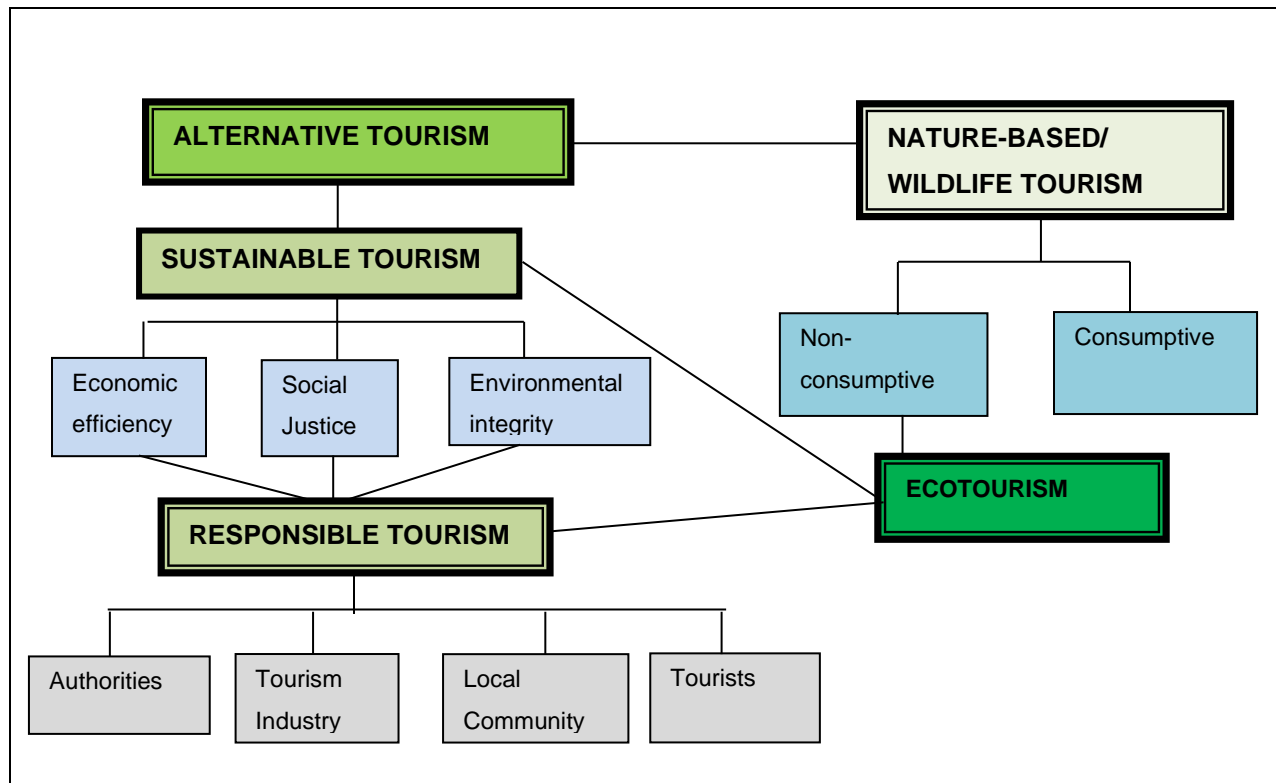 ALTERNATIVE TOURISM
NATURE-BASED/
WILDLIFE TOURISM
SUSTAINABLE TOURISM
Non-
consumptive
Consumptive
Economic
efficiency
Social
Justice
Environmental
integrity
ECOTOURISM
RESPONSIBLE TOURISM
Authorities
Tourism
Industry
Local
Community
Tourists